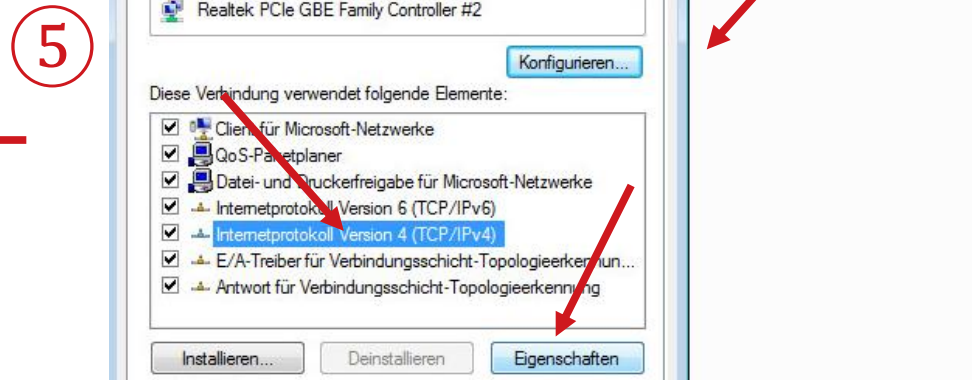 Realtek PCIe GBE Family Controller #2
5
Konfigurieren...
Diese Verbindung verwendet folgende Elemente:
Client für Microsoft-Netzwerke
QoS-Paketplaner
Datei- und Druckerfreigabe für Microsoft-Netzwerke
Internetprotokoll Version 6 (TCP/IPv6)
Internetprotokoll Version 4 (TCP/IPv4)
E/A-Treiber für Verbindungsschicht-Topologieerkennun...
Antwort für Verbindungsschicht-Topologieerkennung
Installieren... Deinstallieren Eigenschaften